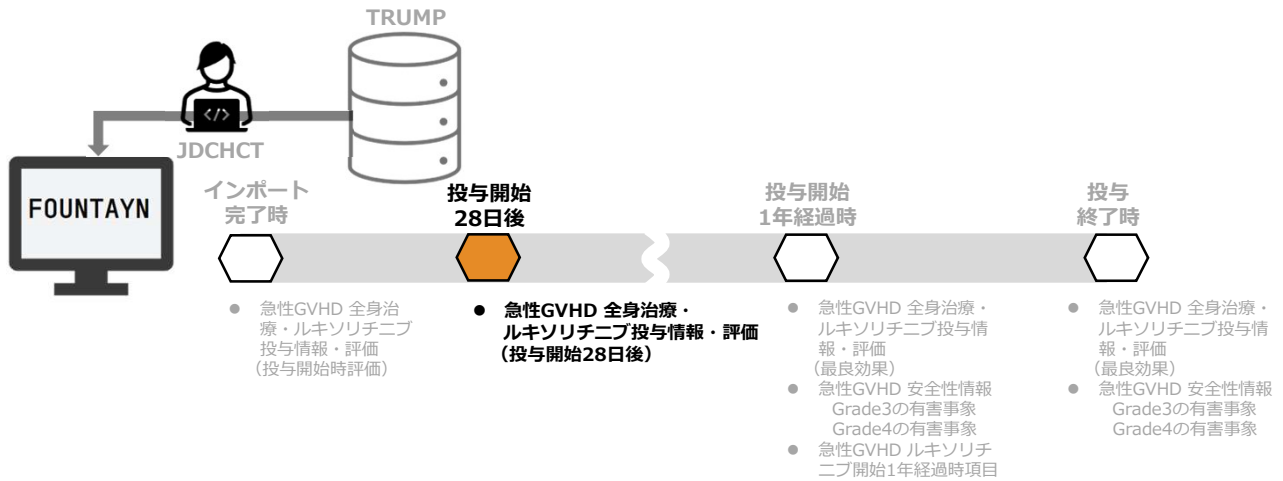 TRUMP
</>
JDCHCT
FOUNTAYN
インポート
完了時
投与開始
28日後
投与開始
1年経過時
投与
終了時
● 急性GVHD 全身治
療・ルキソリチニブ
投与情報・評価
（投与開始時評価）
● 急性GVHD 全身治療・
ルキソリチニブ投与情報・評価
（投与開始28日後）
● 急性GVHD 全身治療・
ルキソリチニブ投与情
報・評価
（最良効果）
● 急性GVHD 安全性情報
Grade3の有害事象
Grade4の有害事象
● 急性GVHD ルキソリチ
ニブ開始1年経過時項目
● 急性GVHD 全身治療・
ルキソリチニブ投与情
報・評価
（最良効果）
● 急性GVHD 安全性情報
Grade3の有害事象
Grade4の有害事象